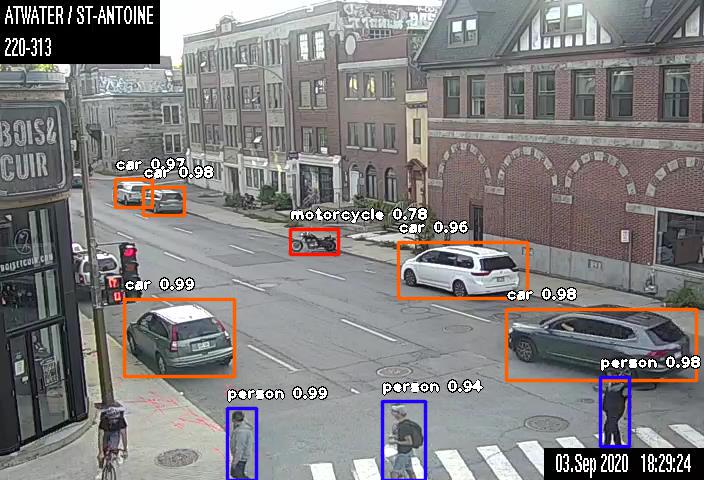 ATWATER / ST-ANTOINE
220-313
BOIS&
CUIR
car 0.97
car 0.98
motorcycle 0.78
car 0.96
BOISETCUIR.COM
car 0.99
car 0.98
person 0.98
person 0.99
person 0.94
03.Sep 2020 18:29:24